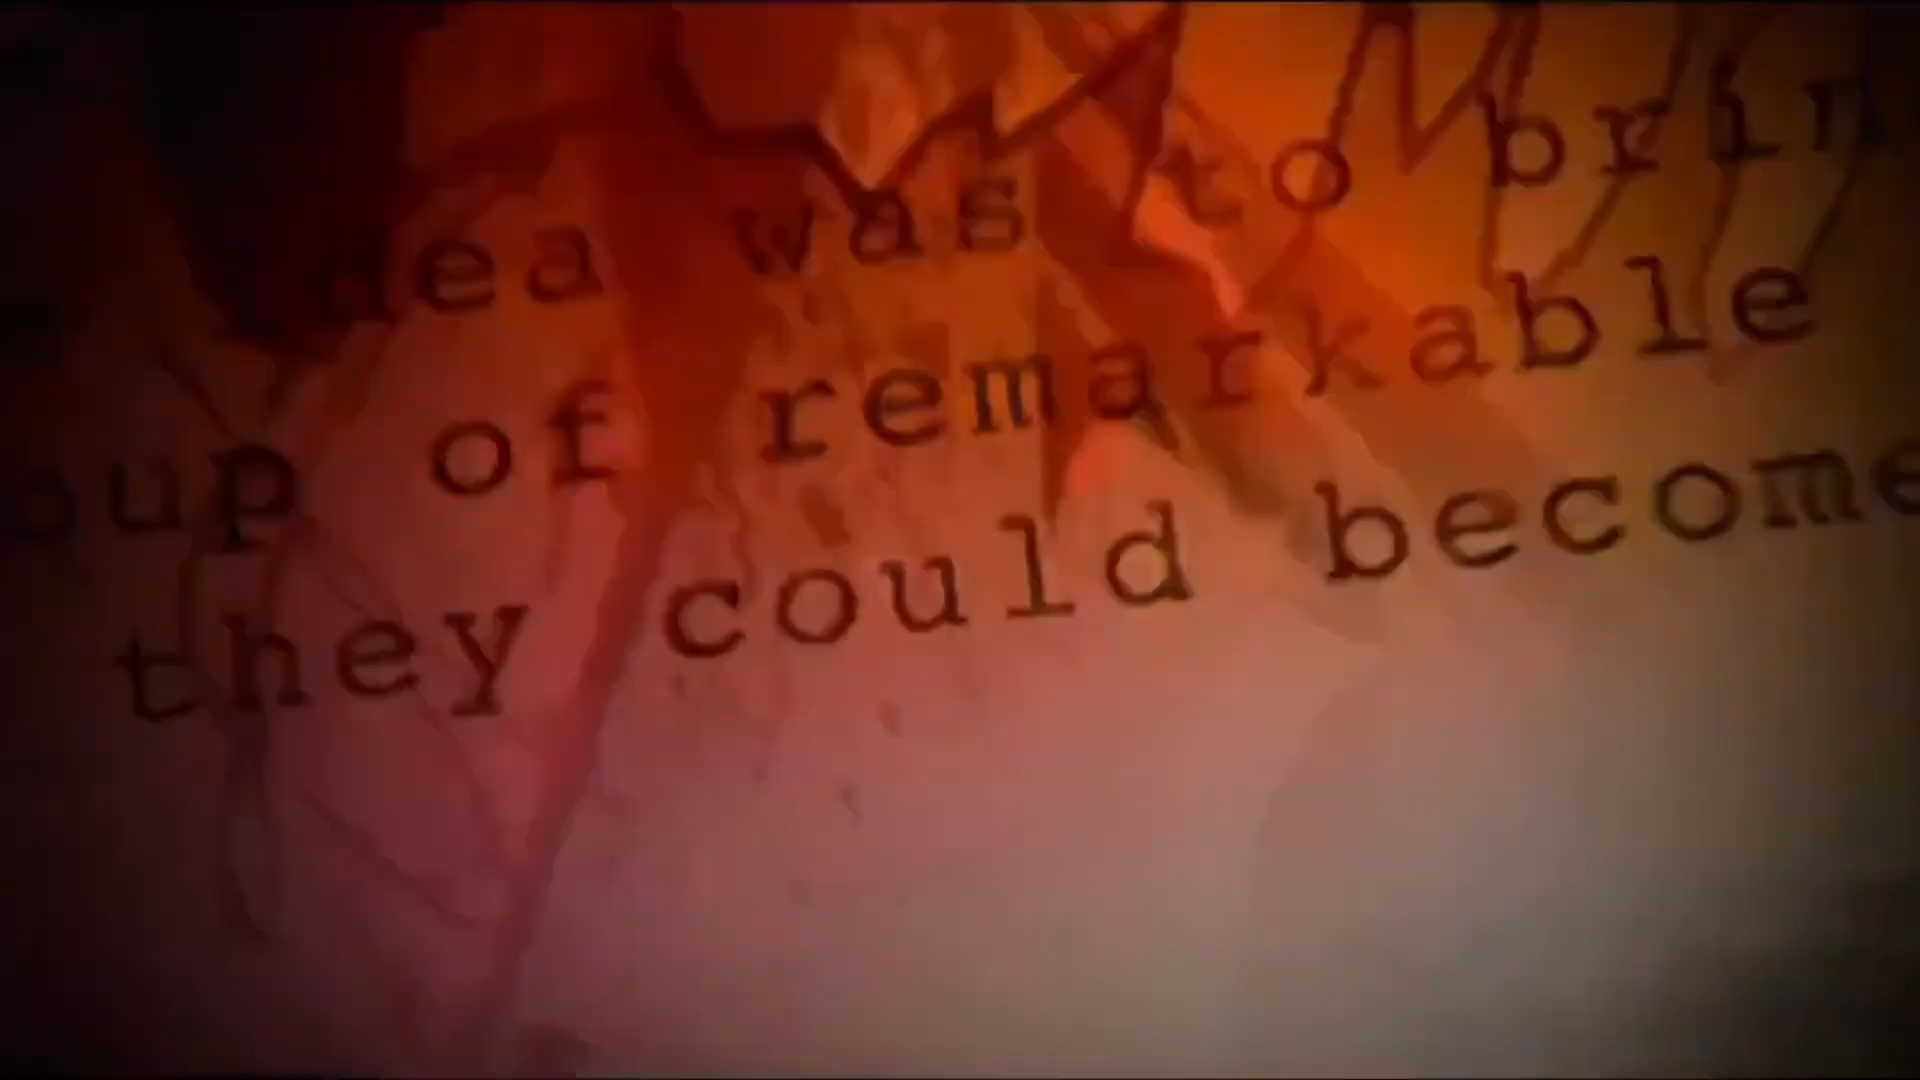 idea was to brin
oup of remarkable
they could become